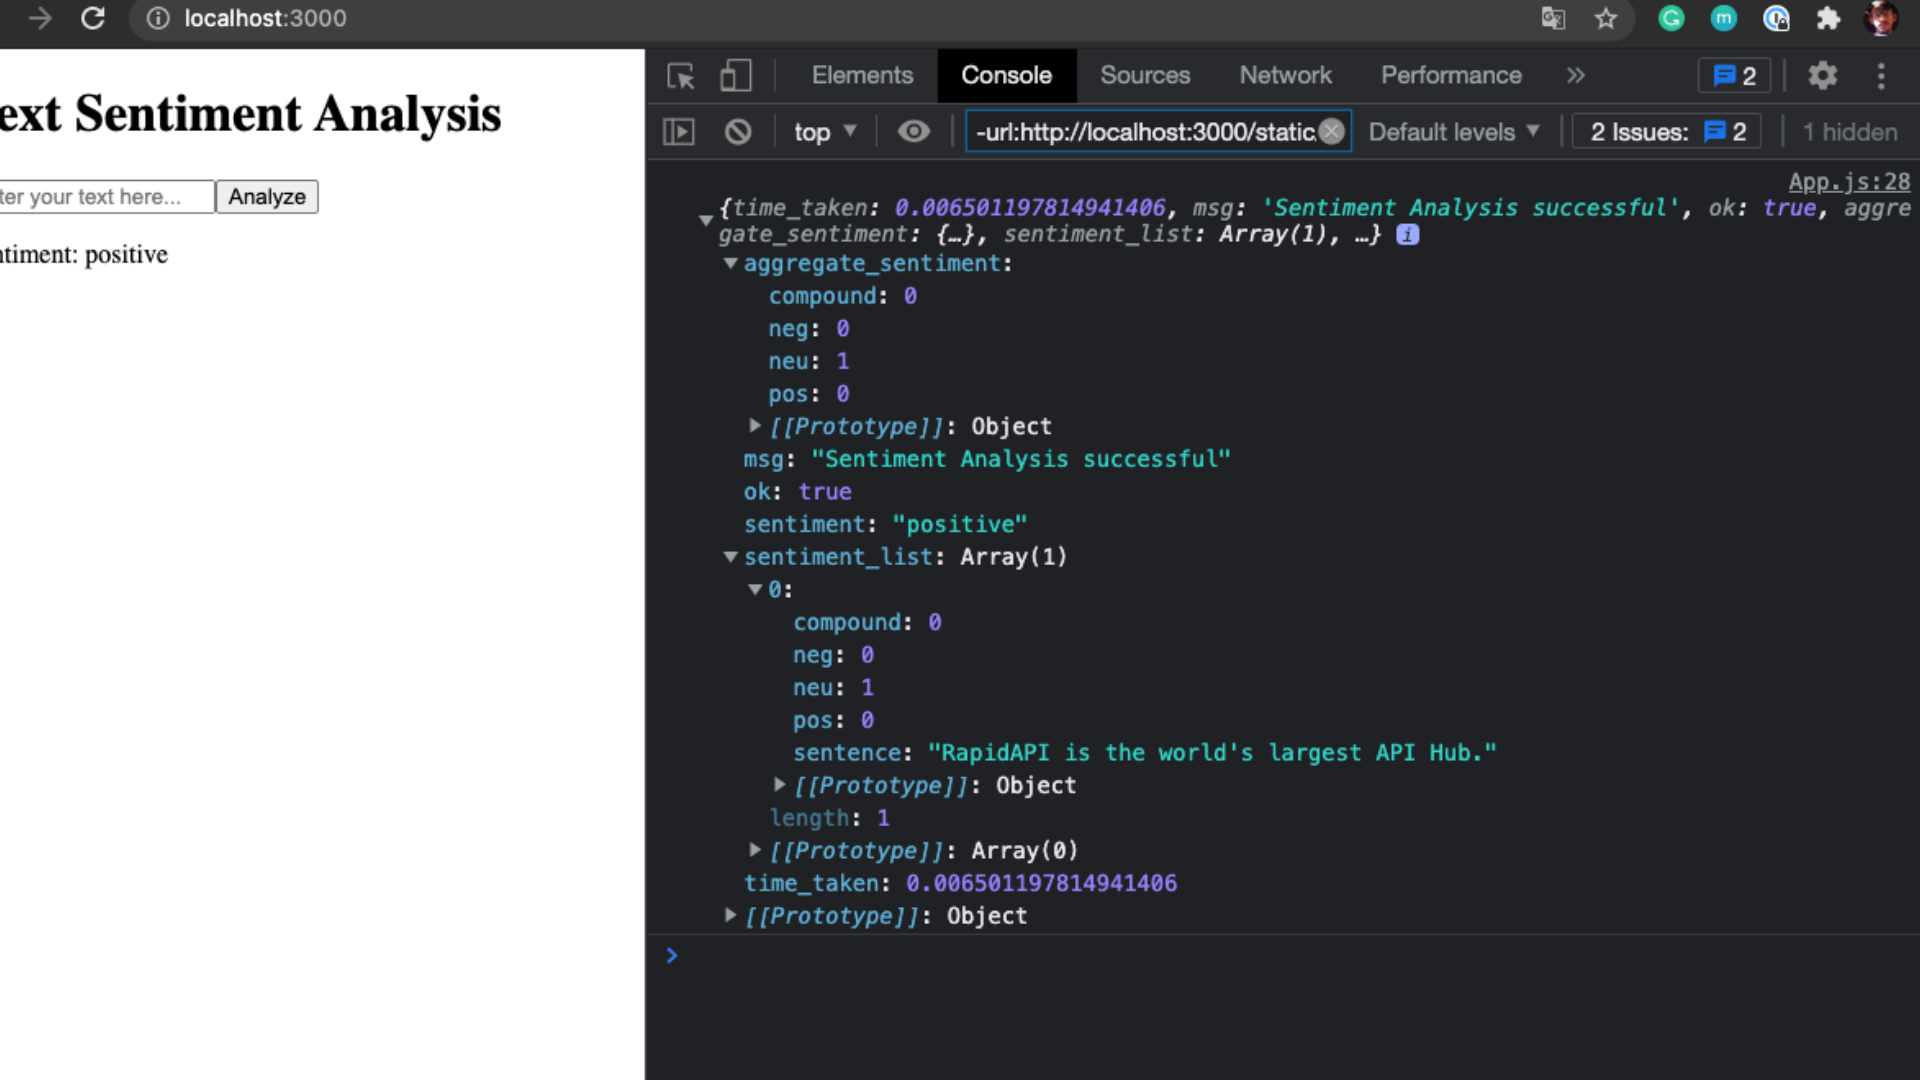 localhost:3000
ext Sentiment Analysis
ter your text here...
Analyze
ntiment: positive
Elements Console Sources Network Performance » 2
top -url:http://localhost:3000/static. Default levels 2 Issues: 2 1 hidden
App.js:28
{time_taken: 0.006501197814941406, msg: 'Sentiment Analysis successful', ok: true, aggre
gate_sentiment: {…}, sentiment_list: Array(1), …} i
aggregate_sentiment:
compound: 0
neg: 0
neu: 1
pos: 0
[[Prototype]]: Object
msg: "Sentiment Analysis successful"
ok: true
sentiment: "positive"
sentiment_list: Array(1)
0:
compound: 0
neg: 0
neu: 1
pos: 0
sentence: "RapidAPI is the world's largest API Hub."
[[Prototype]]: Object
length: 1
[[Prototype]]: Array(0)
time_taken: 0.006501197814941406
[[Prototype]]: Object